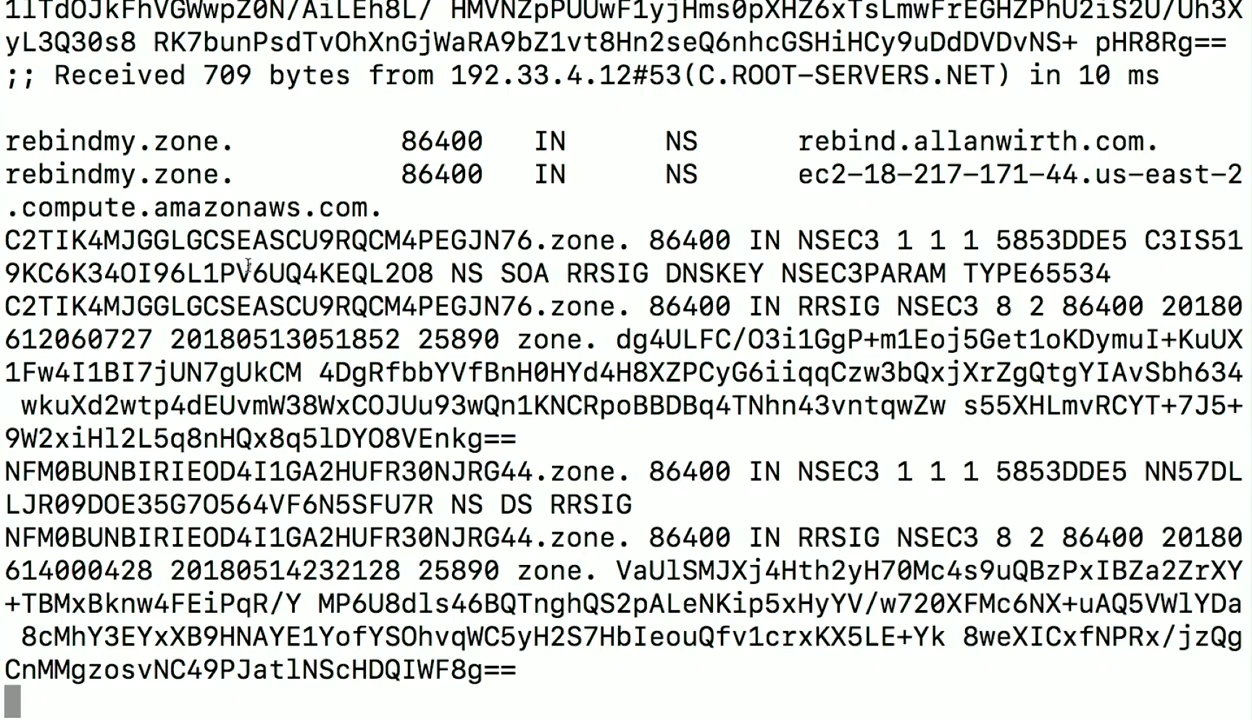 1lTdOJkFhVGWwpZ0N/AiLEh8L/ HMVNZpPUUwF1yjHms0pXHZ6xTsLmwFrEGHZPhU2iS2U/Uh3X
yL3Q30s8 RK7bunPsdTvOhXnGjWaRA9bZ1vt8Hn2seQ6nhcGSHiHCy9uDdDVDvNS+ pHR8Rg==
;; Received 709 bytes from 192.33.4.12#53(C.ROOT-SERVERS.NET) in 10 ms
rebindmy.zone. 86400 IN NS rebind.allanwirth.com.
rebindmy.zone. 86400 IN NS ec2-18-217-171-44.us-east-2
.compute.amazonaws.com.
C2TIK4MJGGLGCSEASCU9RQCM4PEGJN76.zone. 86400 IN NSEC3 1 1 1 5853DDE5 C3IS51
9KC6K34OI96L1PV6UQ4KEQL2O8 NS SOA RRSIG DNSKEY NSEC3PARAM TYPE65534
C2TIK4MJGGLGCSEASCU9RQCM4PEGJN76.zone. 86400 IN RRSIG NSEC3 8 2 86400 20180
612060727 20180513051852 25890 zone. dg4ULFC/O3i1GgP+m1Eoj5Get1oKDymuI+KuUX
1Fw4I1BI7jUN7gUkCM 4DgRfbbYVfBnH0HYd4H8XZPCyG6iiqqCzw3bQxjXrZgQtgYIAvSbh634
wkuXd2wtp4dEUvmW38WxCOJUu93wQn1KNCRpoBBDBq4TNhn43vntqwZw s55XHLmvRCYT+7J5+
9W2xiHl2L5q8nHQx8q5lDYO8VEnkg==
NFM0BUNBIRIEOD4I1GA2HUFR30NJRG44.zone. 86400 IN NSEC3 1 1 1 5853DDE5 NN57DL
LJR09DOE35G7O564VF6N5SFU7R NS DS RRSIG
NFM0BUNBIRIEOD4I1GA2HUFR30NJRG44.zone. 86400 IN RRSIG NSEC3 8 2 86400 20180
614000428 20180514232128 25890 zone. VaUlSMJXj4Hth2yH70Mc4s9uQBzPxIBZa2ZrXY
+TBMxBknw4FEiPqR/Y MP6U8dls46BQTnghQS2pALeNKip5xHyYV/w720XFMc6NX+uAQ5VWlYDa
8cMhY3EYxXB9HNAYE1YofYSOhvqWC5yH2S7HbIeouQfv1crxKX5LE+Yk 8weXICxfNPRx/jzQg
CnMMgzosvNC49PJatlNScHDQIWF8g==